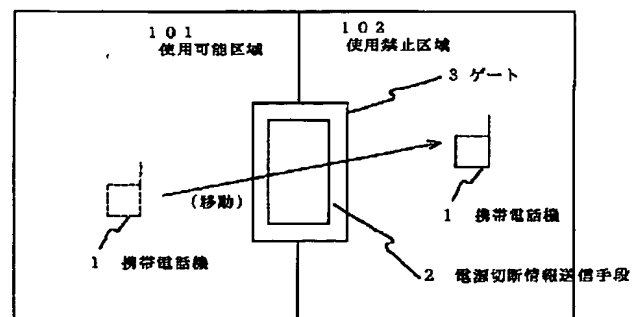 101
使用可能区域
102
使用禁止区域
3 ゲート
(移動)
1 携帯電話機
1 携帯電話機
2 電源切断情報送信手段